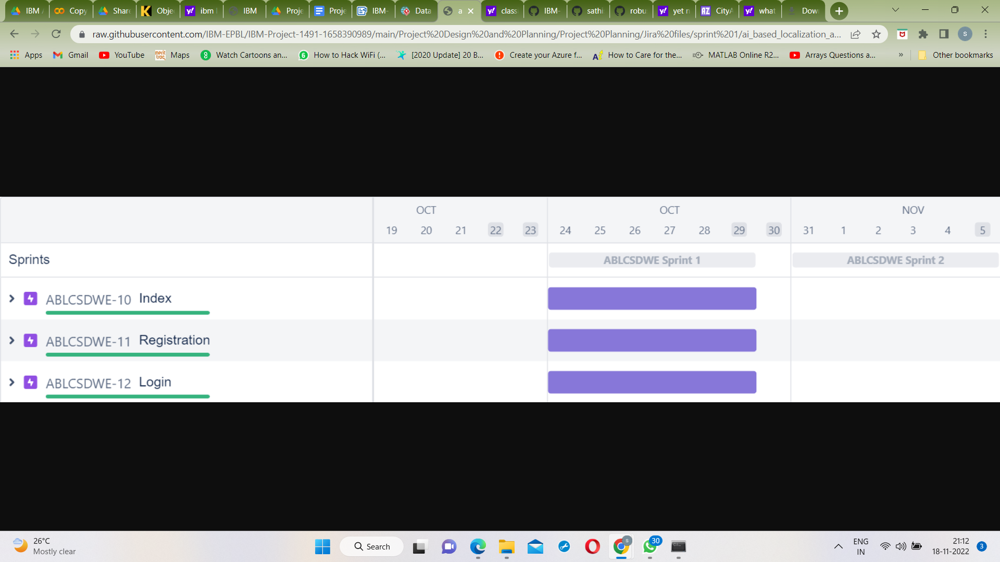 IBM
Copy
Share
Obje
ibm
IBM
Proje
Proje
IBM-
Data
a
class
IBM-
sathi
robu
yet n
CityA
what
Dow
raw.githubusercontent.com/IBM-EPBL/IBM-Project-1491-1658390989/main/Project%20Design%20and%20Planning/Project%20Planning/Jira%20files/sprint%201/ai_based_localization_a...
S
Apps
Gmail
YouTube
Maps
Watch Cartoons an...
How to Hack WiFi (...
[2020 Update] 20 B...
Create your Azure f...
How to Care for the...
MATLAB Online R2...
Arrays Questions a...
»
Other bookmarks
OCT OCT NOV
19 20 21 22 23 24 25 26 27 28 29 30 31 1 2 3 4 5
Sprints ABLCSDWE Sprint 1 ABLCSDWE Sprint 2
ABLCSDWE-10 Index
ABLCSDWE-11 Registration
ABLCSDWE-12 Login
26°C
Mostly clear
Search
30
ENG
IN
21:12
18-11-2022
3